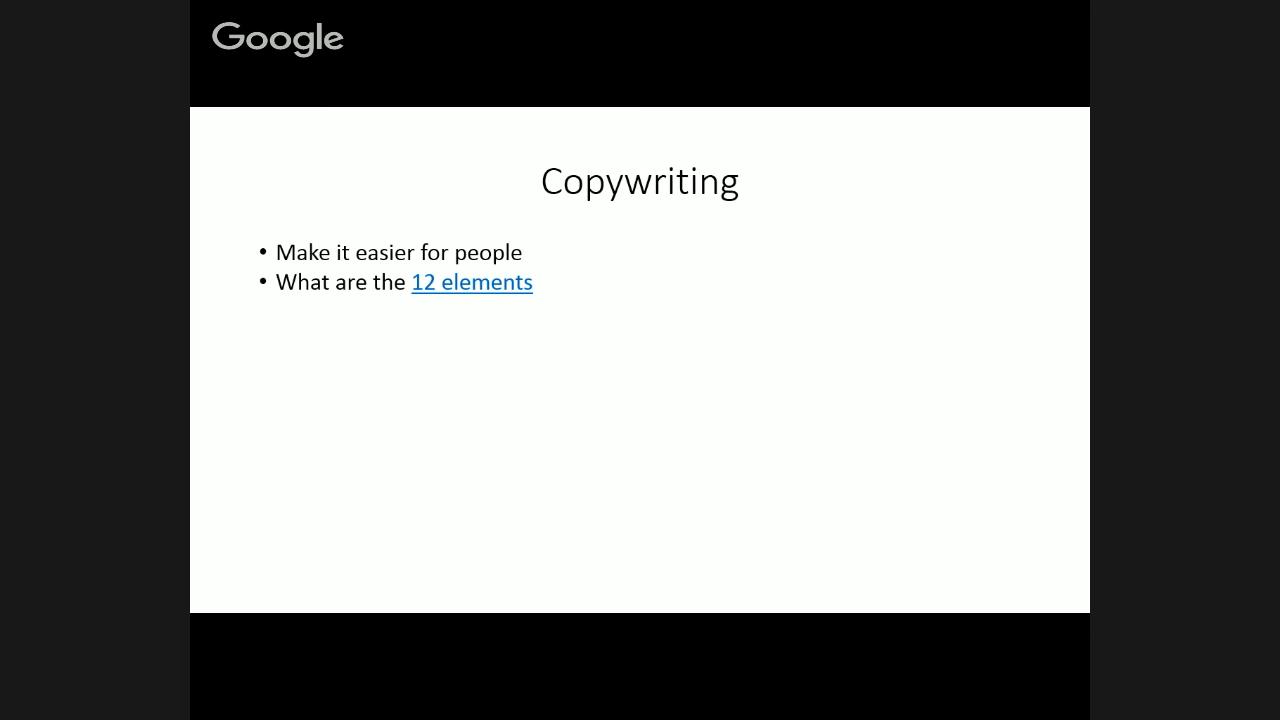 Google
Copywriting
• Make it easier for people
• What are the 12 elements